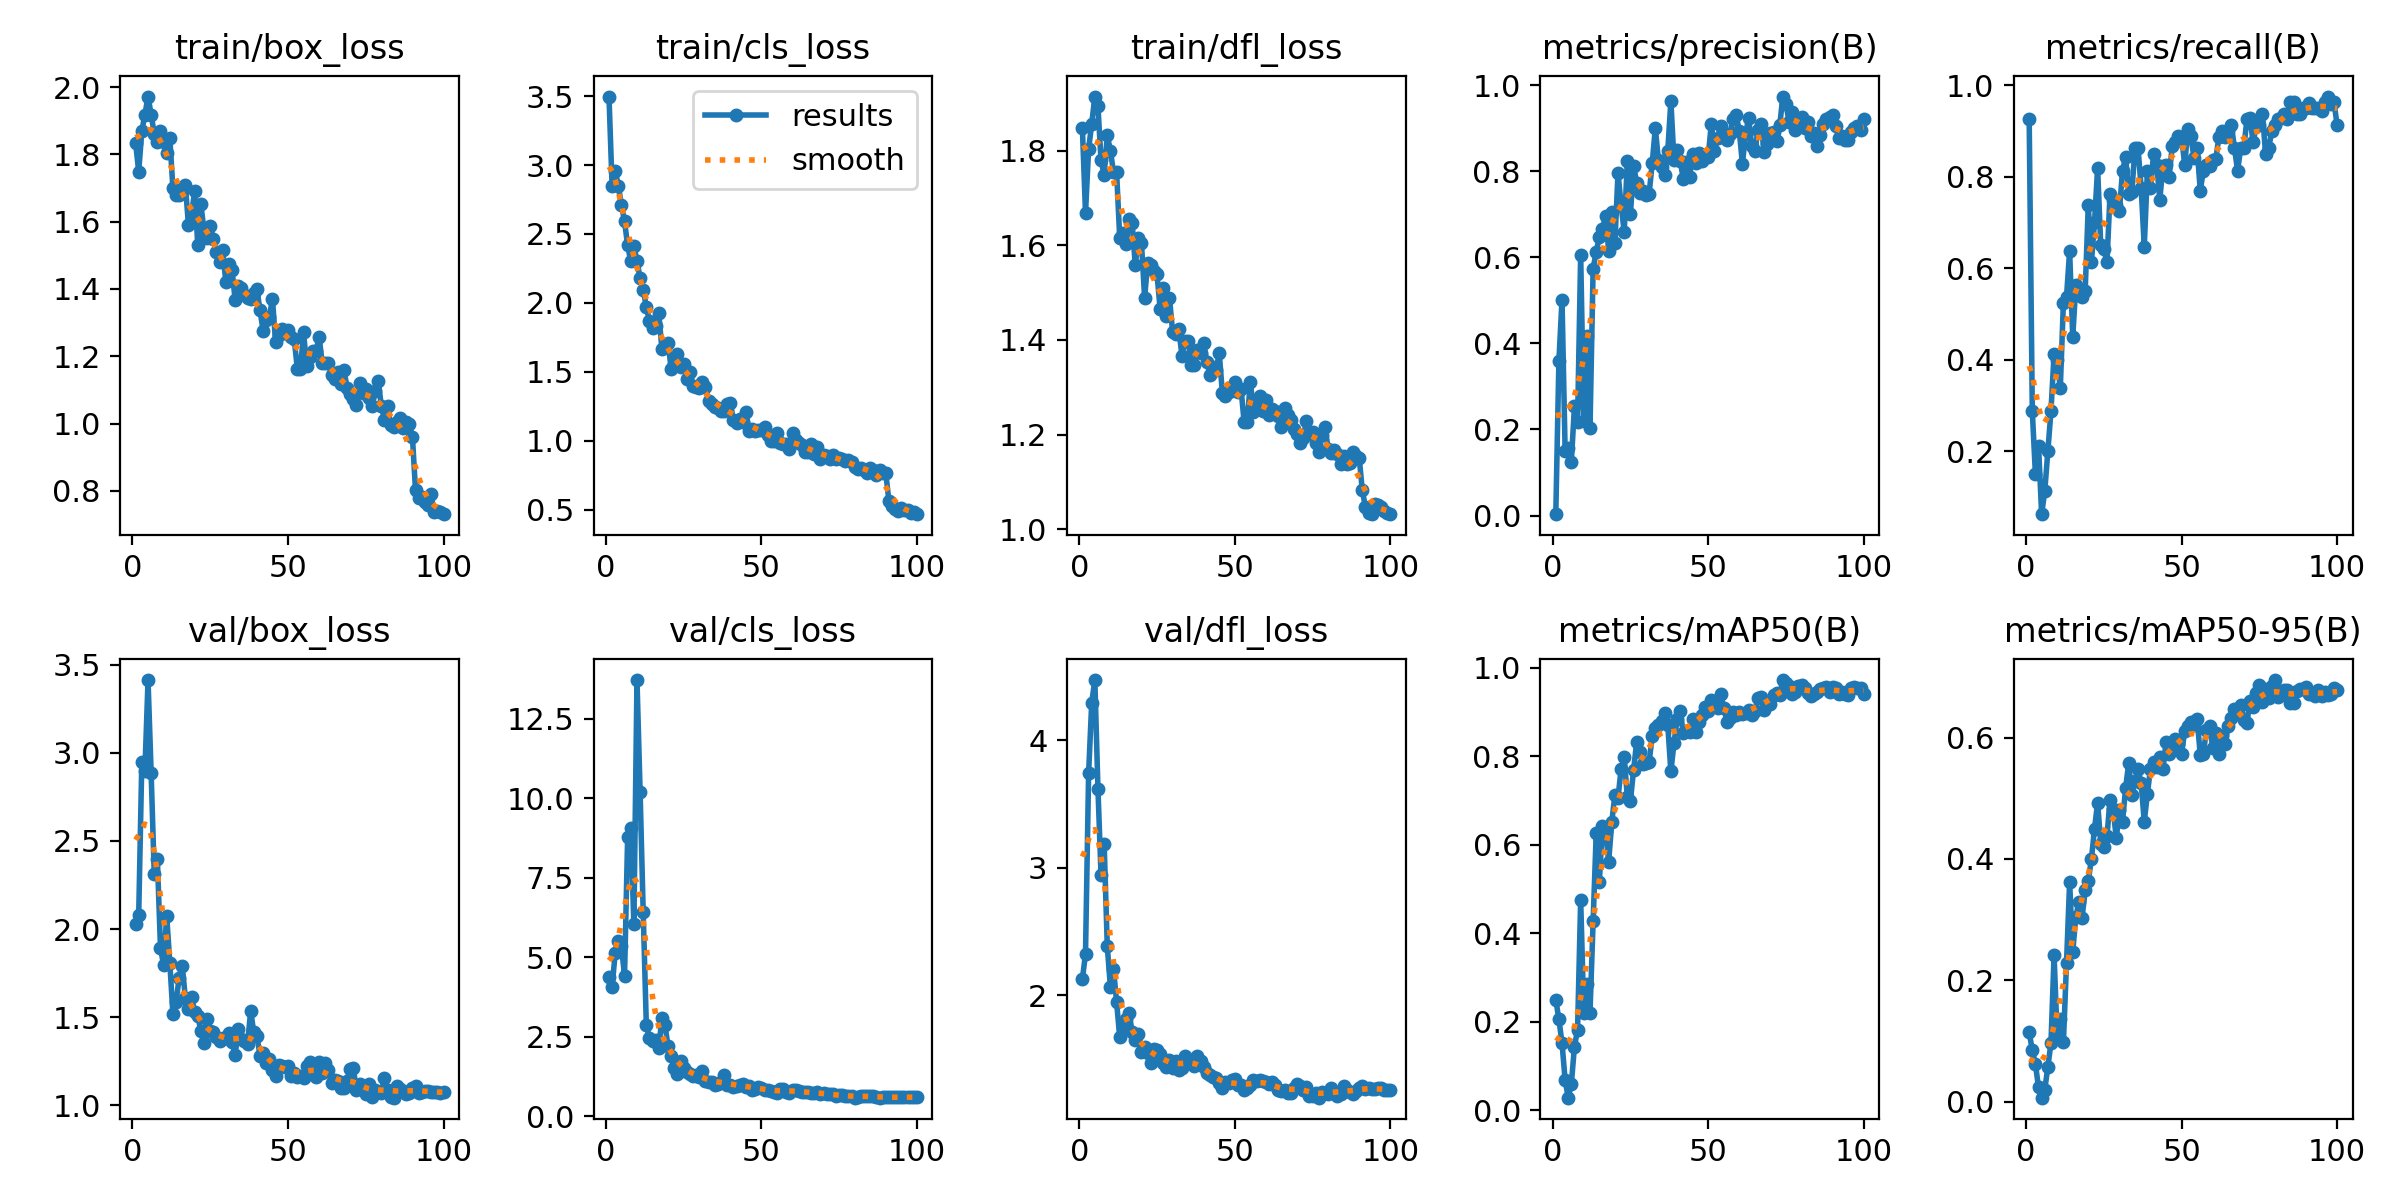 train/box_loss
train/cls_loss
train/dfl_loss
metrics/precision(B)
metrics/recall(B)
2.0
1.8
1.6
1.4
1.2
1.0
0.8
0 50 100
3.5
3.0
2.5
2.0
1.5
1.0
0.5
0 50 100
results
smooth
1.8
1.6
1.4
1.2
1.0
0 50 100
1.0
0.8
0.6
0.4
0.2
0.0
0 50 100
1.0
0.8
0.6
0.4
0.2
0 50 100
val/box_loss
val/cls_loss
val/dfl_loss
metrics/mAP50(B)
metrics/mAP50-95(B)
3.5
3.0
2.5
2.0
1.5
1.0
0 50 100
12.5
10.0
7.5
5.0
2.5
0.0
0 50 100
4
3
2
0 50 100
1.0
0.8
0.6
0.4
0.2
0.0
0 50 100
0.6
0.4
0.2
0.0
0 50 100